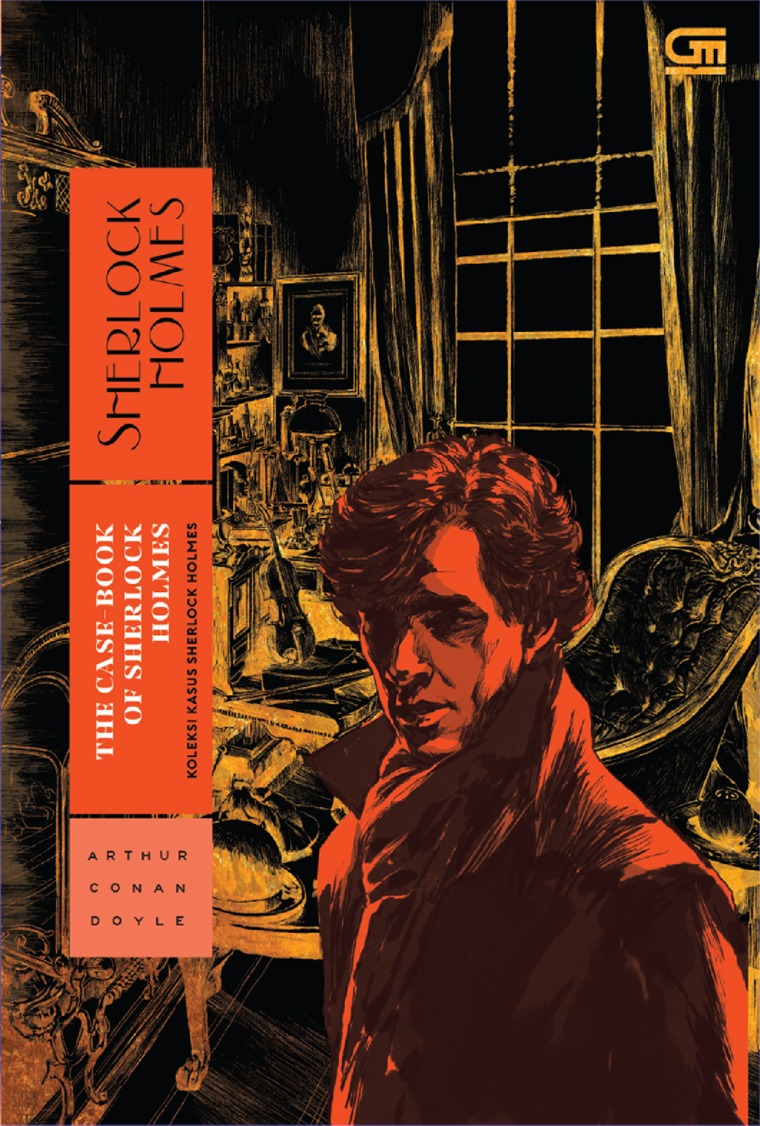 GM
SHERLOCK
HOLMES
THE CASE-BOOK
OF SHERLOCK
HOLMES
KOLEKSI KASUS SHERLOCK HOLMES
ARTHUR
CONAN
DOYLE